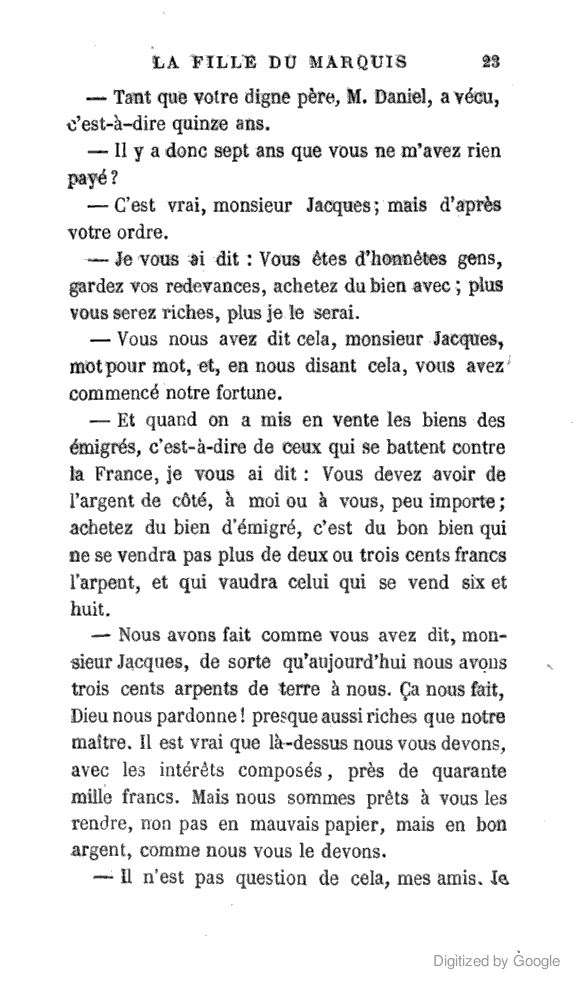 LA FILLE DU MARQUIS 23
— Tant que votre digne père, M. Daniel, a vécu,
c'est-à-dire quinze ans.
— Il y a donc sept ans que vous ne m'avez rien
payé?
— C'est vrai, monsieur Jacques; mais d'après
votre ordre.
— Je vous ai dit : Vous êtes d'honnêtes gens,
gardez vos redevances, achetez du bien avec ; plus
vous serez riches, plus je le serai.
— Vous nous avez dit cela, monsieur Jacques,
mot pour mot, et, en nous disant cela, vous avez
commencé notre fortune.
— Et quand on a mis en vente les biens des
émigrés, c'est-à-dire de ceux qui se battent contre
la France, je vous ai dit : Vous devez avoir de
l'argent de côté, à moi ou à vous, peu importe ;
achetez du bien d'émigré, c'est du bon bien qui
ne se vendra pas plus de deux ou trois cents francs
l'arpent, et qui vaudra celui qui se vend six et
huit.
— Nous avons fait comme vous avez dit, mon-
sieur Jacques, de sorte qu'aujourd'hui nous avons
trois cents arpents de terre à nous. Ça nous fait,
Dieu nous pardonne! presque aussi riches que notre
maître. Il est vrai que là-dessus nous vous devons,
avec les intérêts composés, près de quarante
mille francs. Mais nous sommes prêts à vous les
rendre, non pas en mauvais papier, mais en bon
argent, comme nous vous le devons.
— Il n'est pas question de cela, mes amis. Je
Digitized by Google